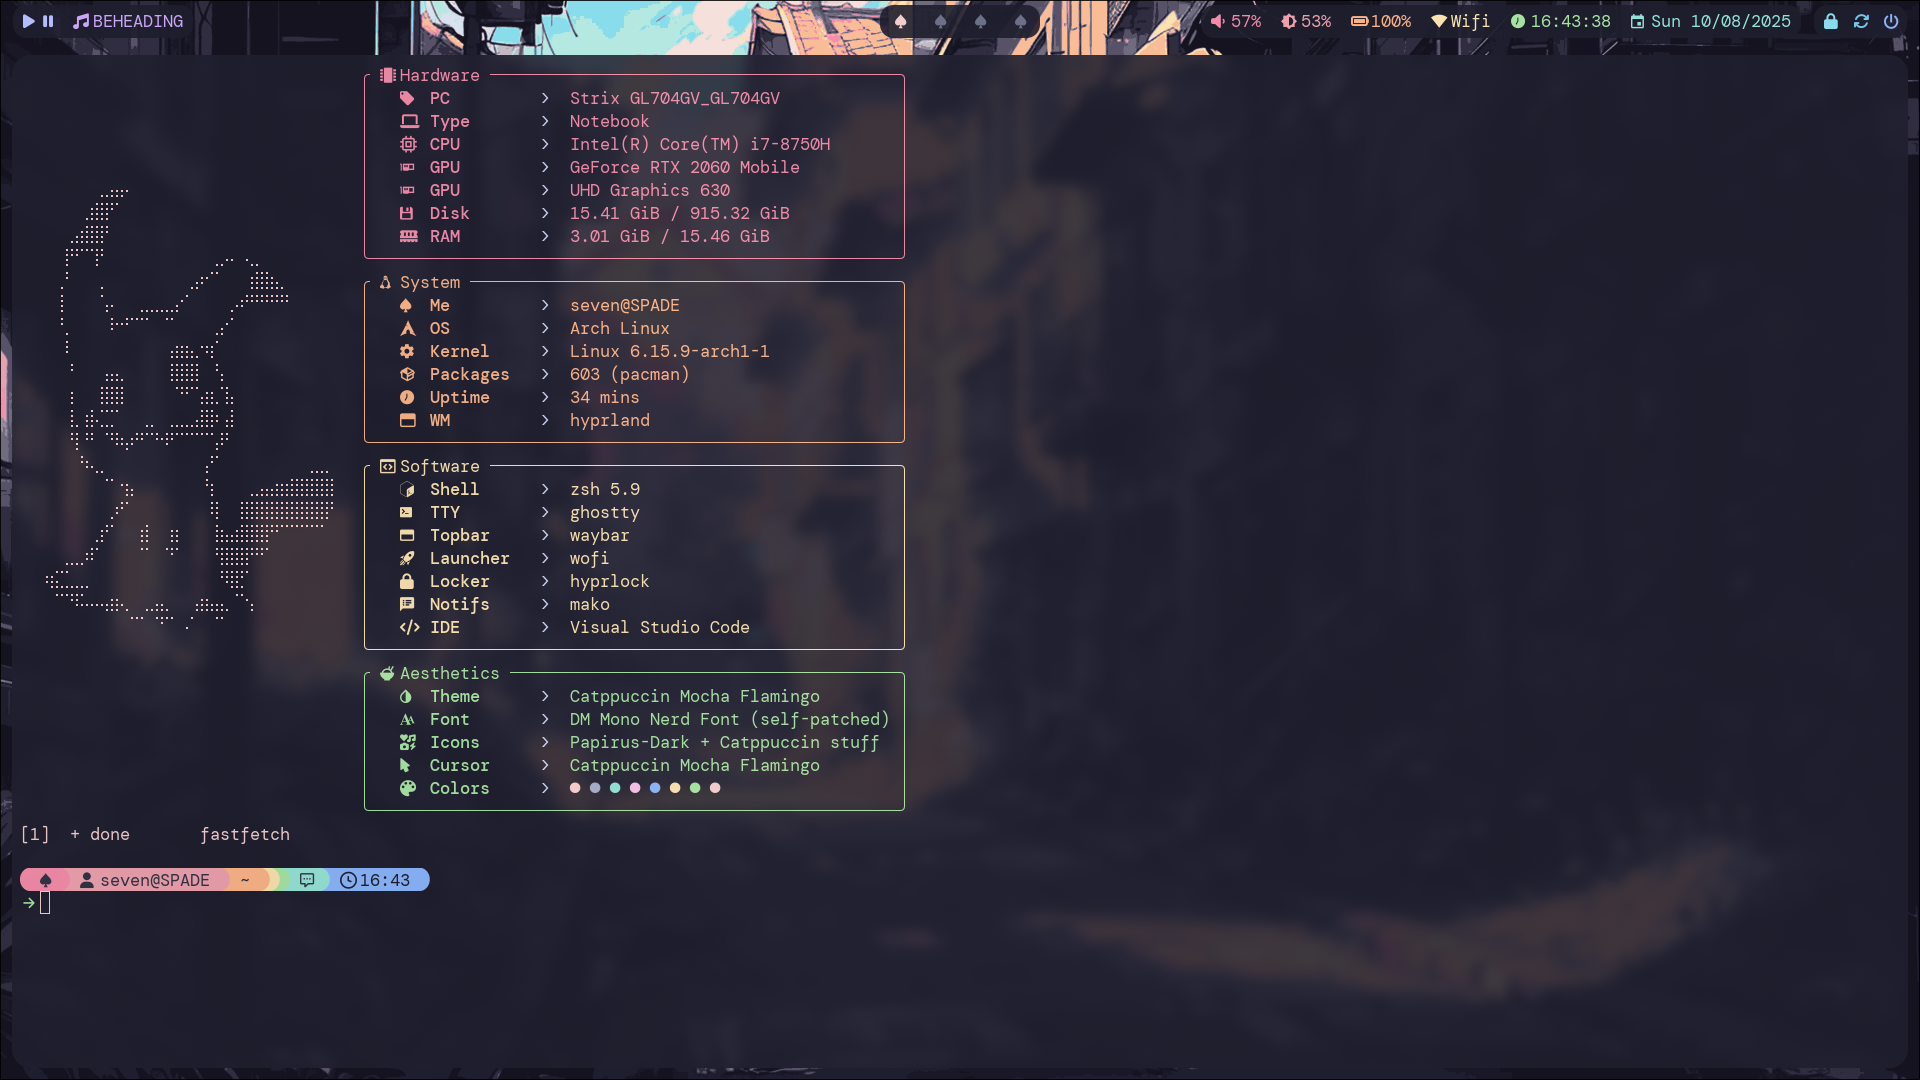 BEHEADING
57% 53% 100% Wifi 16:43:38 Sun 10/08/2025
Hardware
PC > Strix GL704GV_GL704GV
Type > Notebook
CPU > Intel(R) Core(TM) i7-8750H
GPU > GeForce RTX 2060 Mobile
GPU > UHD Graphics 630
Disk > 15.41 GiB / 915.32 GiB
RAM > 3.01 GiB / 15.46 GiB
System
Me > seven@SPADE
OS > Arch Linux
Kernel > Linux 6.15.9-arch1-1
Packages > 603 (pacman)
Uptime > 34 mins
WM > hyprland
Software
Shell > zsh 5.9
TTY > ghostty
Topbar > waybar
Launcher > wofi
Locker > hyprlock
Notifs > mako
IDE > Visual Studio Code
Aesthetics
Theme > Catppuccin Mocha Flamingo
Font > DM Mono Nerd Font (self-patched)
Icons > Papirus-Dark + Catppuccin stuff
Cursor > Catppuccin Mocha Flamingo
Colors >
[1] + done fastfetch
seven@SPADE ~ 16:43
→